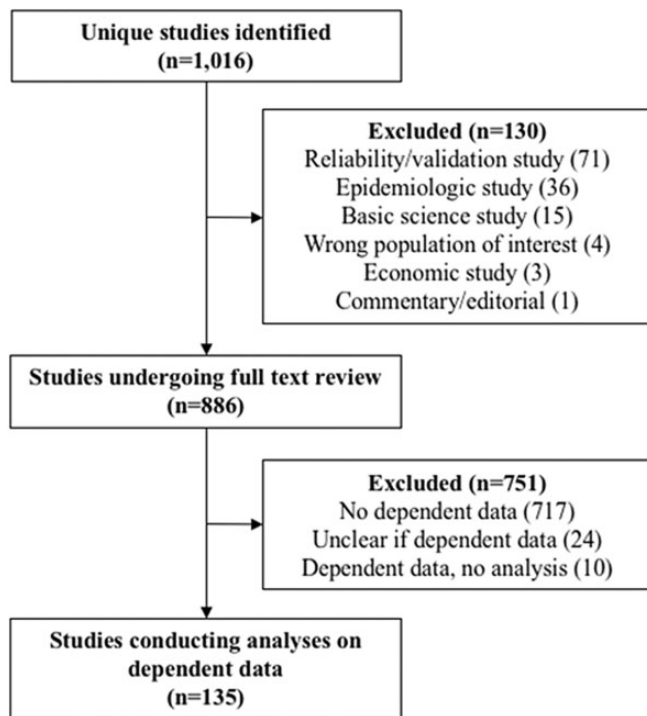 Unique studies identified
(n=1,016)
Excluded (n=130)
Reliability/validation study (71)
Epidemiologic study (36)
Basic science study (15)
Wrong population of interest (4)
Economic study (3)
Commentary/editorial (1)
Studies undergoing full text review
(n=886)
Excluded (n=751)
No dependent data (717)
Unclear if dependent data (24)
Dependent data, no analysis (10)
Studies conducting analyses on
dependent data
(n=135)